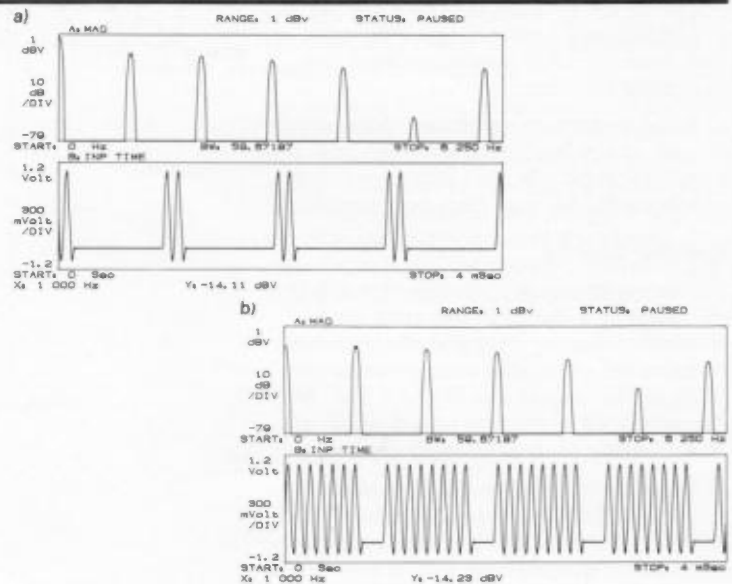 a)
RANGE: 1 dBv STATUS: PAUSED
A: MAG
1
dBV
10
dB
/DIV
-79
START: 0 Hz BW: 59.67187 STOP: 6 250 Hz
B: INP TIME
1.2
Volt
300
mVolt
/DIV
-1.2
START: 0 Sec STOP: 4 mSec
X: 1 000 Hz Y: -14.11 dBV
b)
RANGE: 1 dBv STATUS: PAUSED
A: MAG
1
dBV
10
dB
/DIV
-79
START: 0 Hz BW: 59.67187 STOP: 6 250 Hz
B: INP TIME
1.2
Volt
300
mVolt
/DIV
-1.2
START: 0 Sec STOP: 4 mSec
X: 1 000 Hz Y: -14.29 dBV